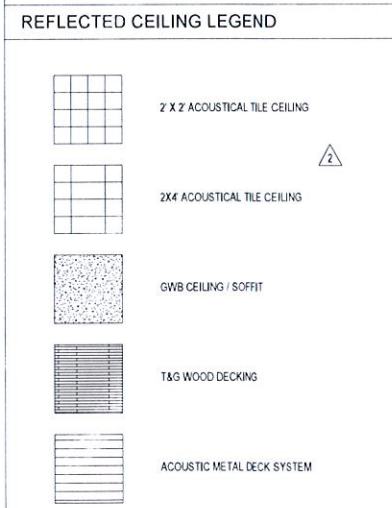 REFLECTED CEILING LEGEND
2' X 2' ACOUSTICAL TILE CEILING
2
2X4' ACOUSTICAL TILE CEILING
GWB CEILING / SOFFIT
T&G WOOD DECKING
ACOUSTIC METAL DECK SYSTEM